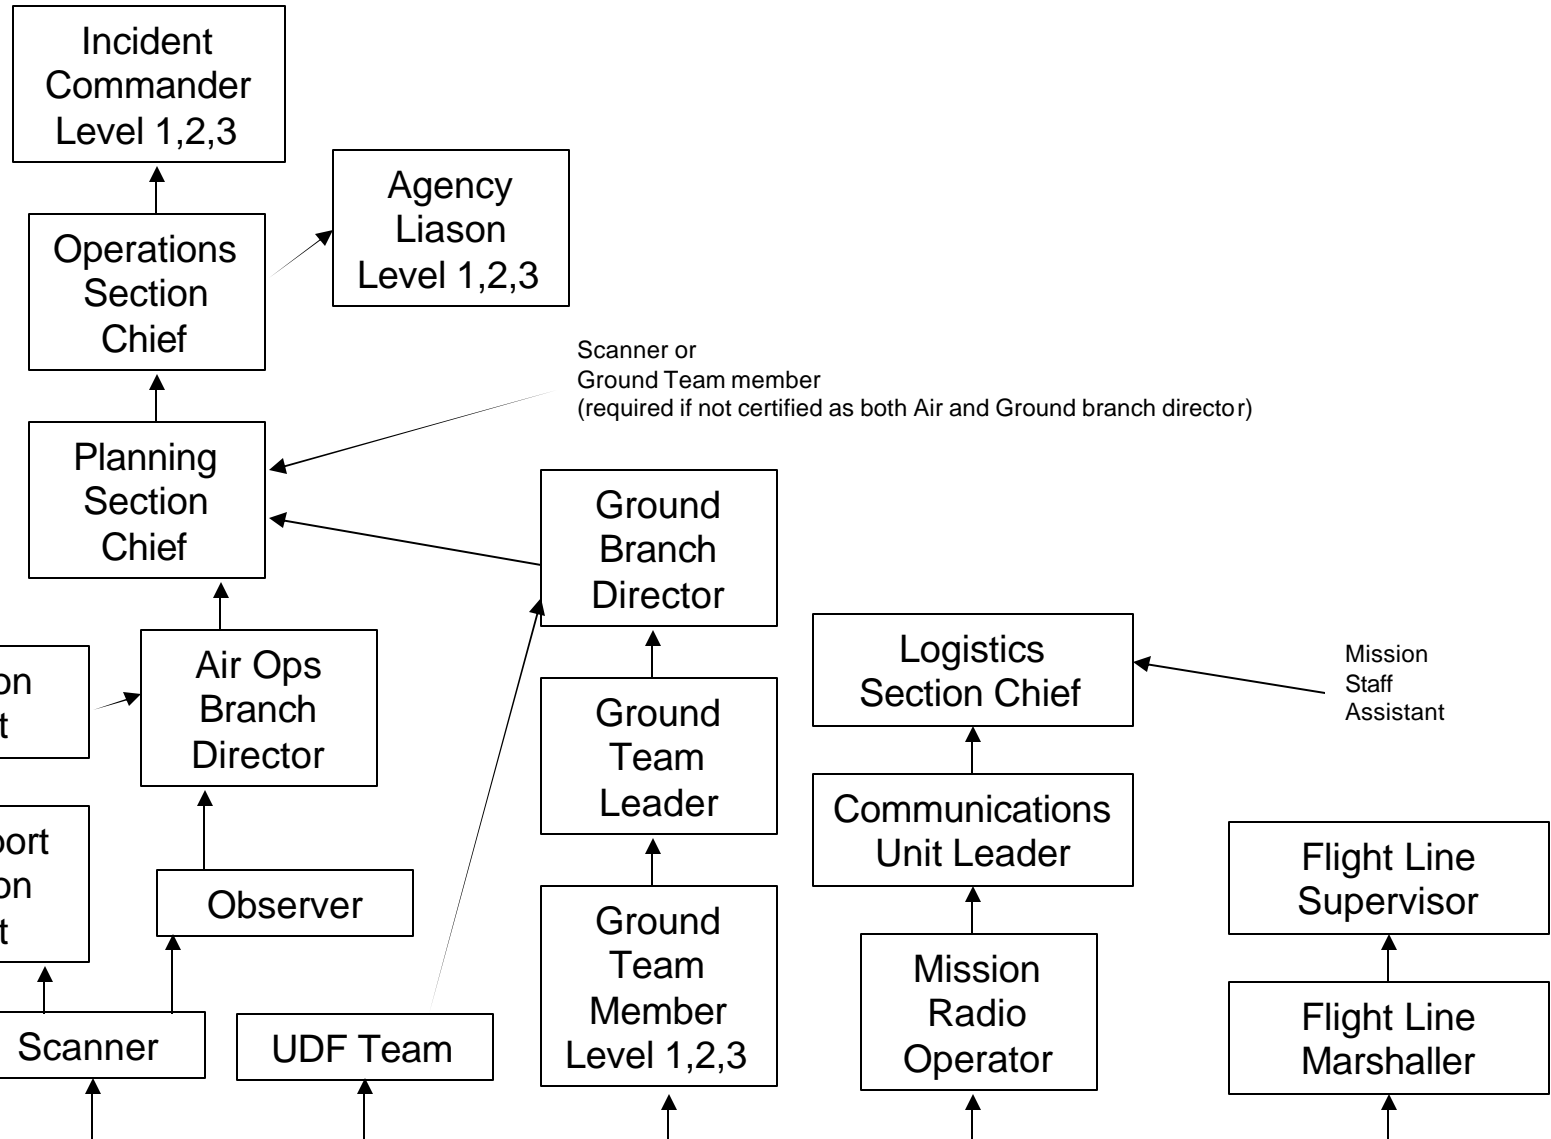 Incident
Commander
Level 1,2,3
Agency
Liason
Level 1,2,3
Operations
Section
Chief
Scanner or
Ground Team member
(required if not certified as both Air and Ground branch director)
Planning
Section
Chief
Ground
Branch
Director
Air Ops
Branch
Director
Logistics
Section Chief
Mission
Staff
Assistant
Ground
Team
Leader
Communications
Unit Leader
Flight Line
Supervisor
Observer
Ground
Team
Member
Level 1,2,3
Mission
Radio
Operator
Flight Line
Marshaller
Scanner
UDF Team